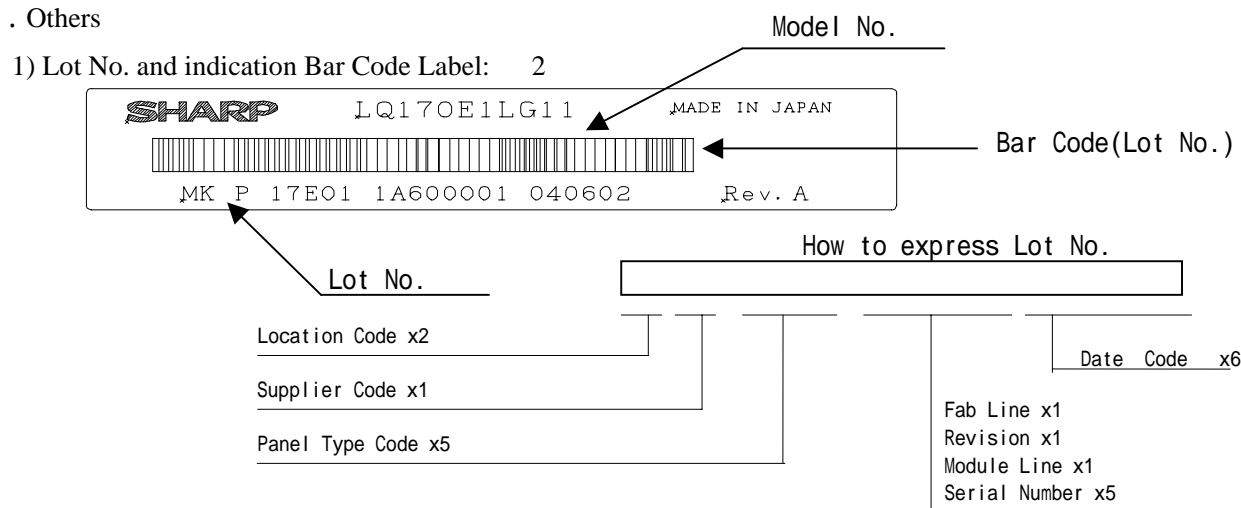 . Others
Model No.
1) Lot No. and indication Bar Code Label: 2
SHARP LQ170E1LG11 MADE IN JAPAN
Bar Code(Lot No.)
MK P 17E01 1A600001 040602 Rev. A
How to express Lot No.
Lot No.
Location Code x2
Date Code x6
Supplier Code x1
Fab Line x1
Panel Type Code x5
Revision x1
Module Line x1
Serial Number x5